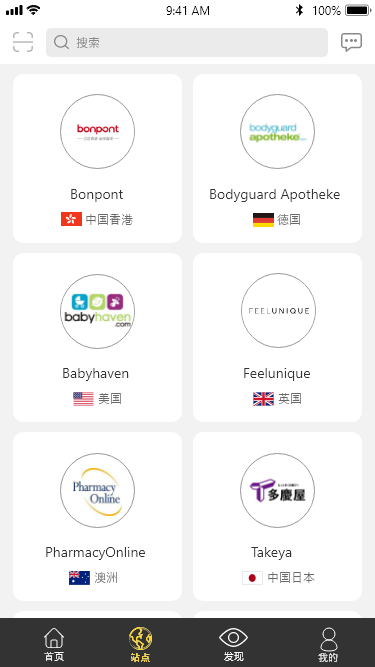 9:41 AM 100%
搜索
bonpont
bodyguard
apotheke
Bonpont
Bodyguard Apotheke
中国香港
德国
babyhaven
.com
FEELUNIQUE
Babyhaven
Feelunique
美国
英国
Pharmacy
Online
多慶屋
PharmacyOnline
Takeya
澳洲
中国日本
首页
站点
发现
我的